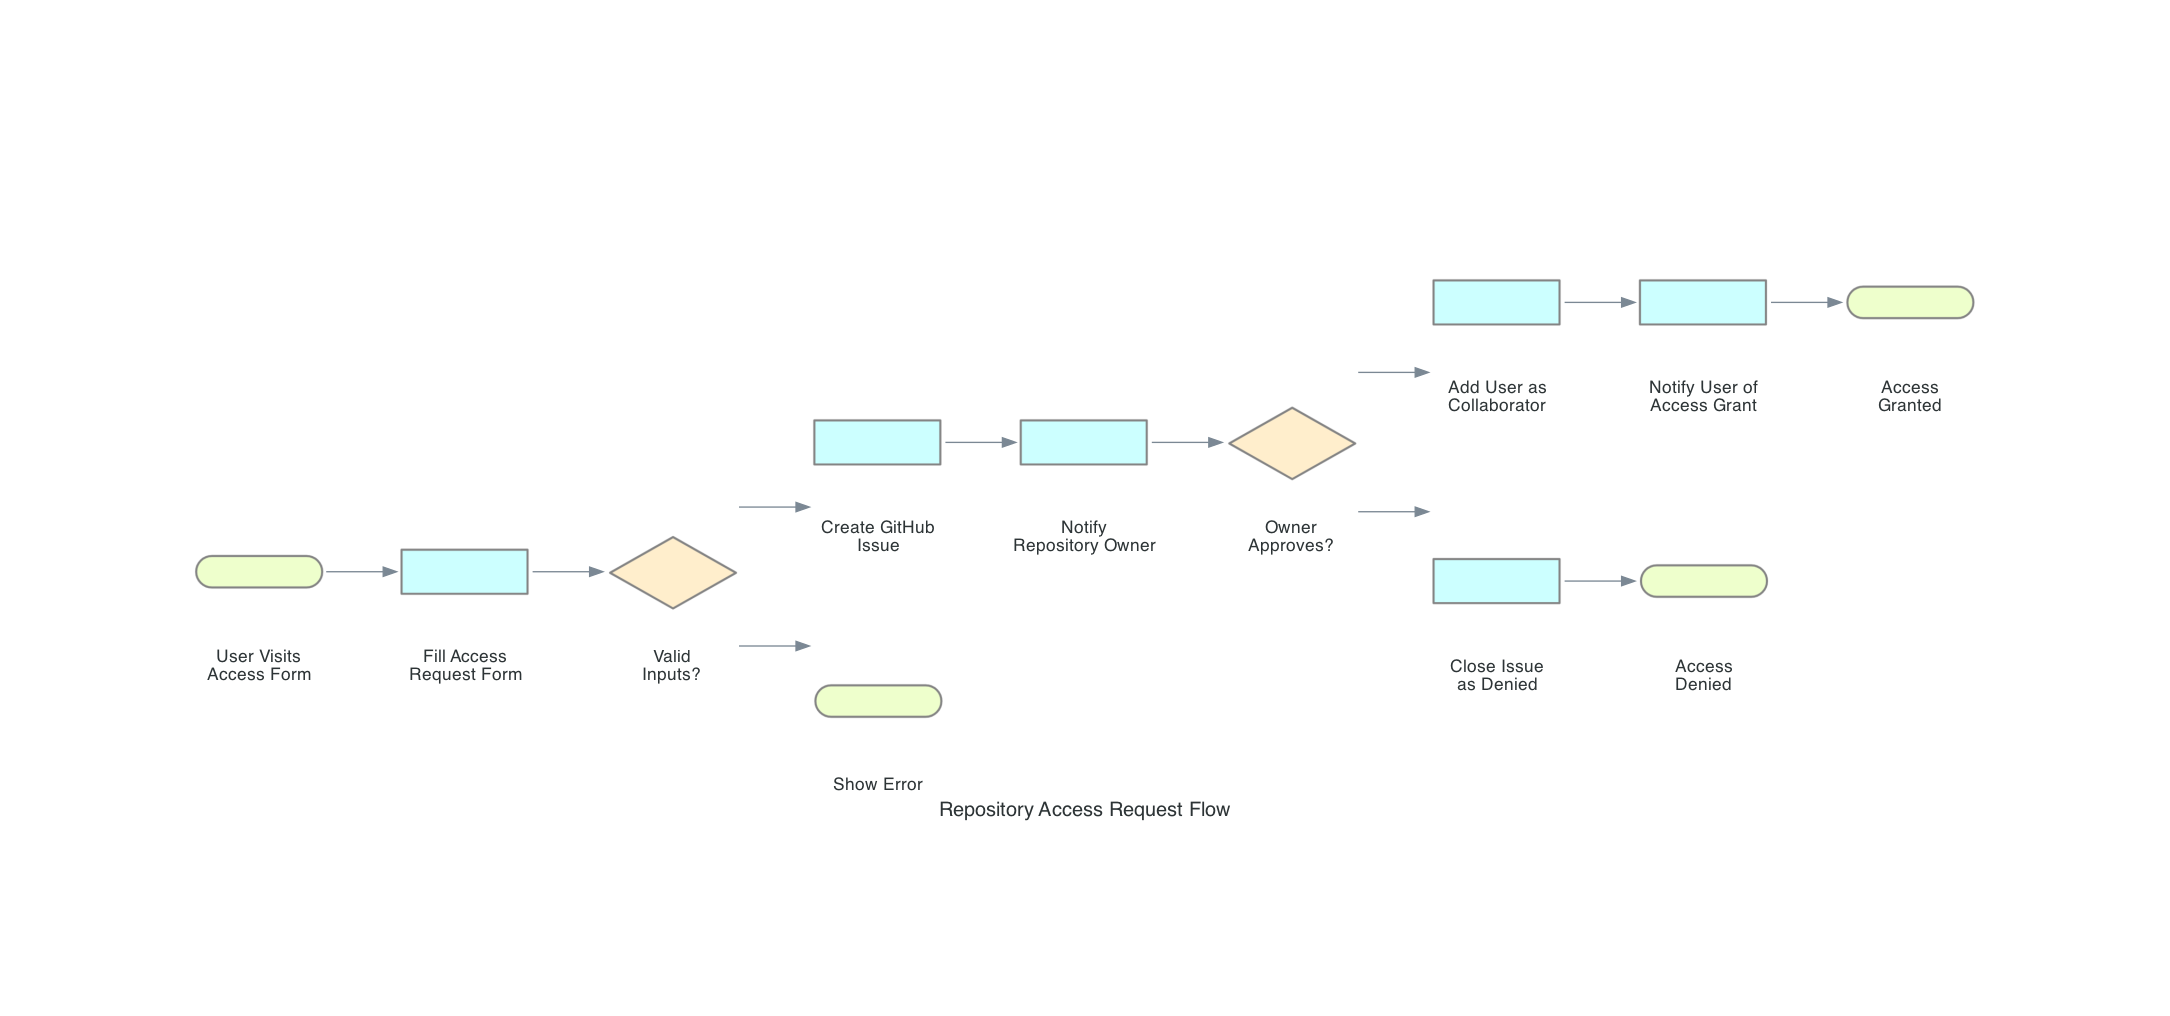 User Visits
Access Form
Fill Access
Request Form
Valid
Inputs?
Create GitHub
Issue
Notify
Repository Owner
Owner
Approves?
Add User as
Collaborator
Notify User of
Access Grant
Access
Granted
Close Issue
as Denied
Access
Denied
Show Error
Repository Access Request Flow